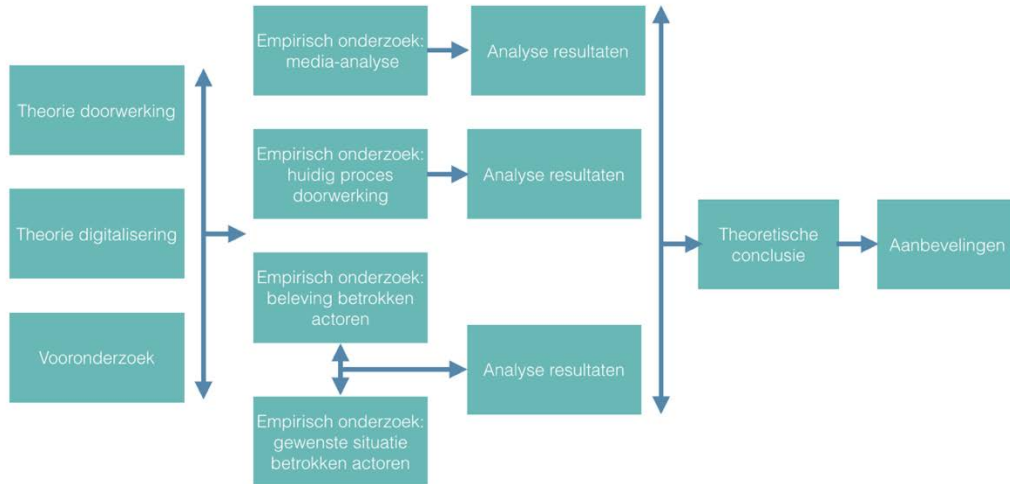 Theorie doorwerking
Theorie digitalisering
Vooronderzoek
Empirisch onderzoek:
media-analyse
Analyse resultaten
Empirisch onderzoek:
huidig proces
doorwerking
Analyse resultaten
Empirisch onderzoek:
beleving betrokken
actoren
Empirisch onderzoek:
gewenste situatie
betrokken actoren
Analyse resultaten
Theoretische
conclusie
Aanbevelingen